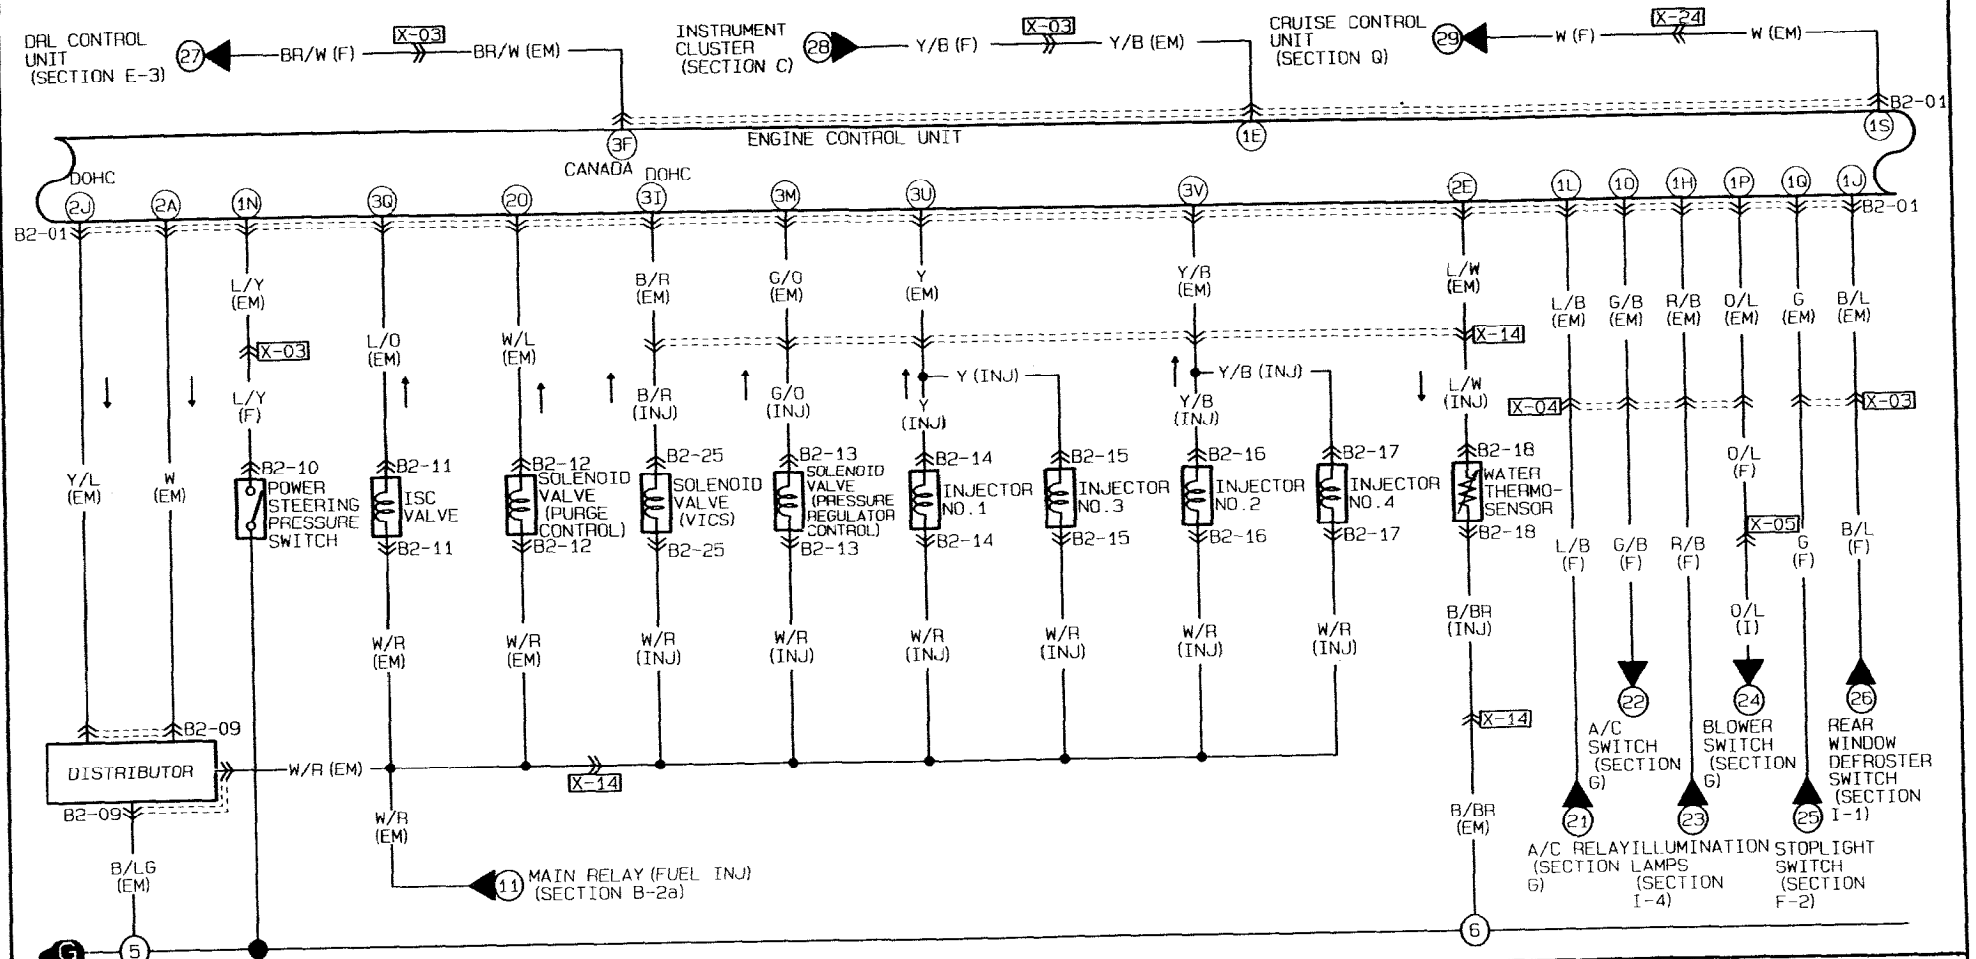 DRL CONTROL
UNIT
(SECTION E-3)
27
BR/W (F)
X-03
BR/W (EM)
INSTRUMENT
CLUSTER
(SECTION C)
28
Y/B (F)
X-03
Y/B (EM)
CRUISE CONTROL
UNIT
(SECTION Q)
29
W (F)
X-24
W (EM)
B2-01
3F
ENGINE CONTROL UNIT
1E
1S
CANADA
DOHC
DOHC
2J
2A
1N
3Q
2O
3I
3M
3U
3V
2E
1L
1O
1H
1P
1Q
1J
B2-01
B2-01
L/Y
(EM)
B/R
(EM)
G/O
(EM)
Y
(EM)
Y/R
(EM)
L/W
(EM)
L/B
(EM)
G/B
(EM)
R/B
(EM)
O/L
(EM)
G
(EM)
B/L
(EM)
X-03
L/O
(EM)
W/L
(EM)
X-14
L/Y
(F)
B/R
(INJ)
G/O
(INJ)
Y (INJ)
Y
(INJ)
Y/B (INJ)
Y/B
(INJ)
L/W
(INJ)
X-04
X-03
Y/L
(EM)
W
(EM)
B2-10
POWER
STEERING
PRESSURE
SWITCH
B2-11
ISC
VALVE
B2-11
B2-12
SOLENOID
VALVE
(PURGE
CONTROL)
B2-12
B2-25
SOLENOID
VALVE
(VICS)
B2-25
B2-13
SOLENOID
VALVE
(PRESSURE
REGULATOR
CONTROL)
B2-13
B2-14
INJECTOR
NO.1
B2-14
B2-15
INJECTOR
NO.3
B2-15
B2-16
INJECTOR
NO.2
B2-16
B2-17
INJECTOR
NO.4
B2-17
B2-18
WATER
THERMO-
SENSOR
B2-18
O/L
(F)
X-05
L/B
(F)
G/B
(F)
R/B
(F)
G
(F)
B/L
(F)
W/R
(EM)
W/R
(EM)
W/R
(INJ)
W/R
(INJ)
W/R
(INJ)
W/R
(INJ)
W/R
(INJ)
W/R
(INJ)
B/BR
(INJ)
O/L
(I)
22
A/C
SWITCH
(SECTION
G)
24
BLOWER
SWITCH
(SECTION
G)
26
REAR
WINDOW
DEFROSTER
SWITCH
(SECTION
I-1)
B2-09
DISTRIBUTOR
B2-09
W/R (EM)
X-14
X-14
W/R
(EM)
B/BR
(EM)
21
A/C RELAY
(SECTION
G)
23
ILLUMINATION
LAMPS
(SECTION
I-4)
25
STOPLIGHT
SWITCH
(SECTION
F-2)
B/LG
(EM)
11
MAIN RELAY (FUEL INJ)
(SECTION B-2a)
G
5
6